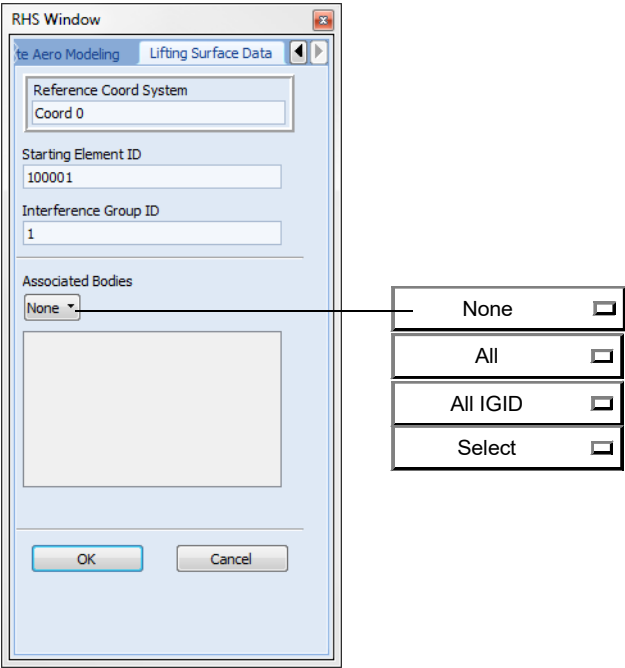 RHS Window
te Aero Modeling
Lifting Surface Data
Reference Coord System
Coord 0
Starting Element ID
100001
Interference Group ID
1
Associated Bodies
None
None
All
All IGID
Select
OK
Cancel